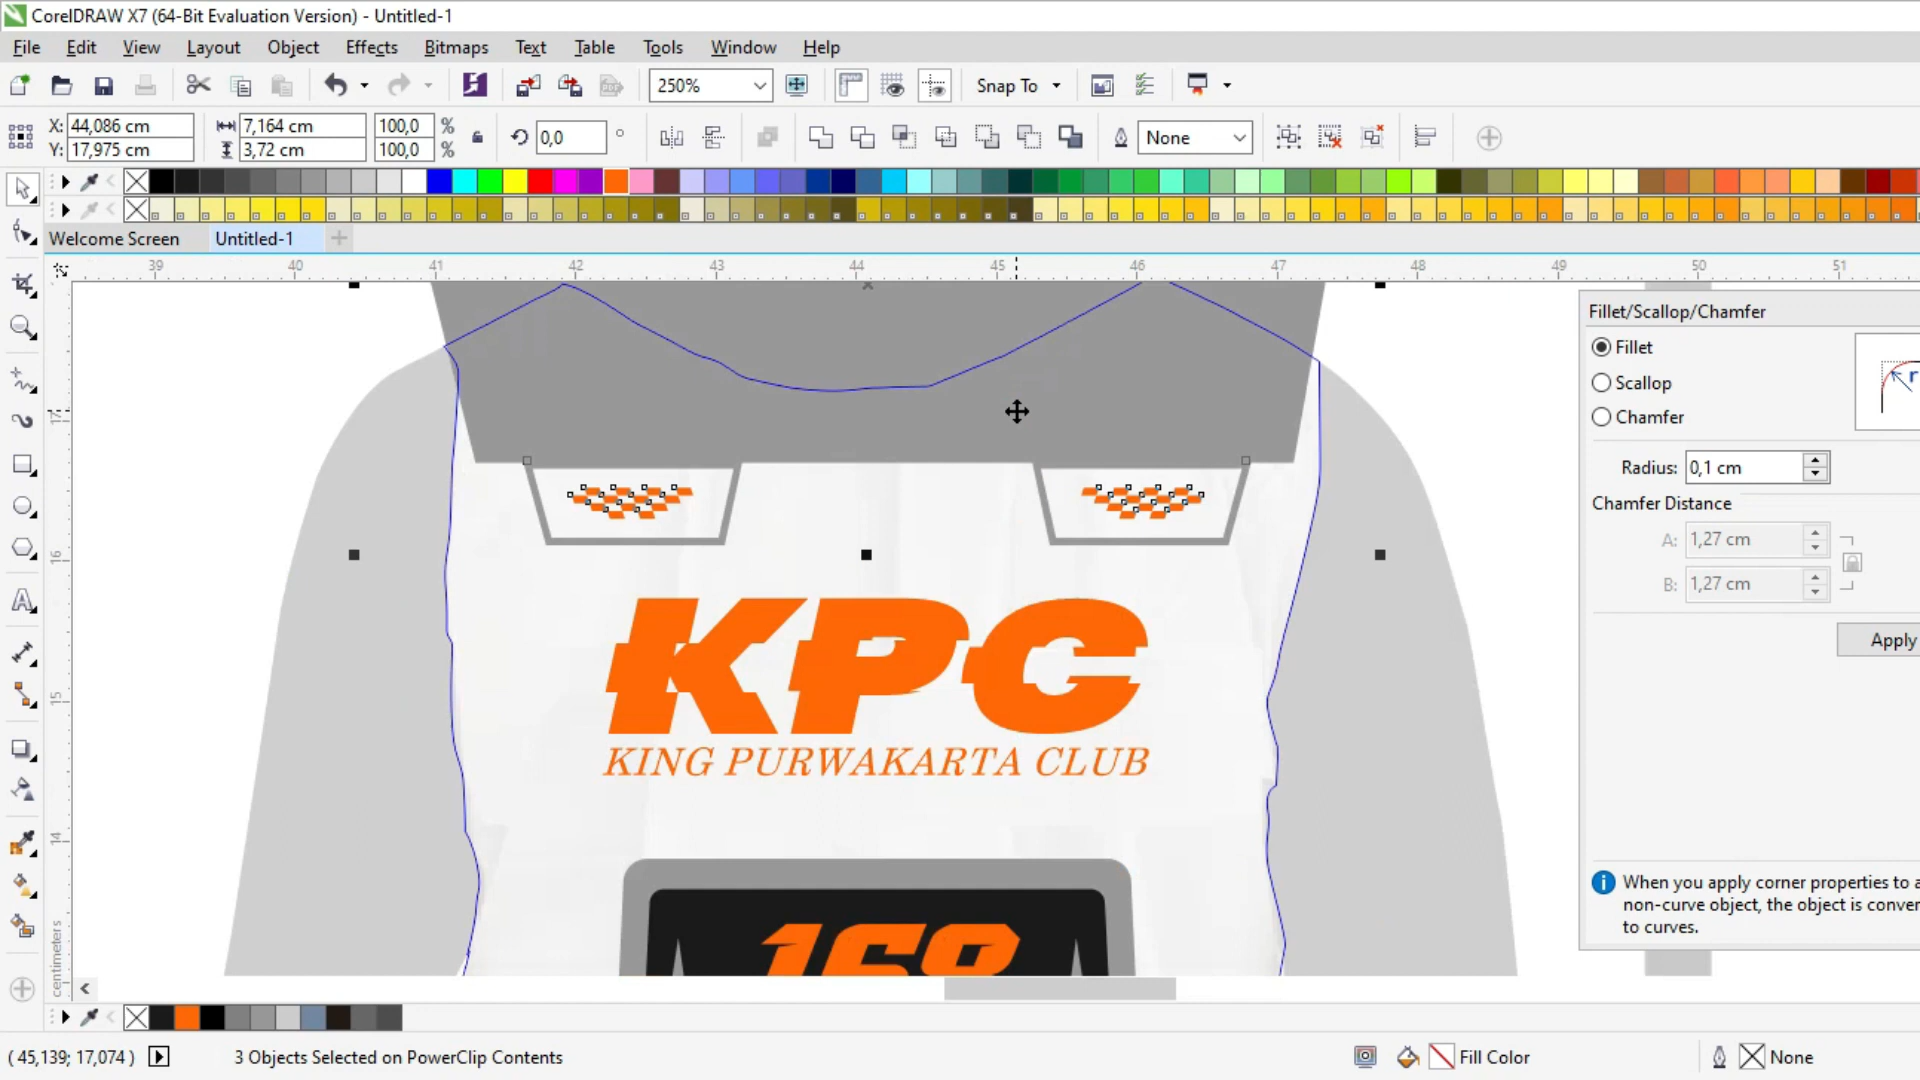 CorelDRAW X7 (64-Bit Evaluation Version) - Untitled-1
File Edit View Layout Object Effects Bitmaps Text Table Tools Window Help
250% Snap To
X: 44,086 cm 7,164 cm 100,0 % 0,0 ° None
Y: 17,975 cm 3,72 cm 100,0 %
Welcome Screen Untitled-1
39 40 41 42 43 44 45 46 47 48 49 50 51
17
16
15
14
centimeters
Fillet/Scallop/Chamfer
Fillet
Scallop
Chamfer
r
Radius: 0,1 cm
Chamfer Distance
A: 1,27 cm
B: 1,27 cm
Apply
KPC
KING PURWAKARTA CLUB
168
When you apply corner properties to a
non-curve object, the object is conver
to curves.
( 45,139; 17,074 ) 3 Objects Selected on PowerClip Contents Fill Color None